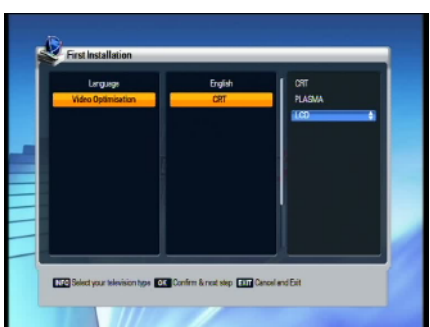 First Installation
Language English CRT
Video Optimisation CRT PLASMA
LCD
INFO Select your television type OK Confirm & next step EXIT Cancel and Exit